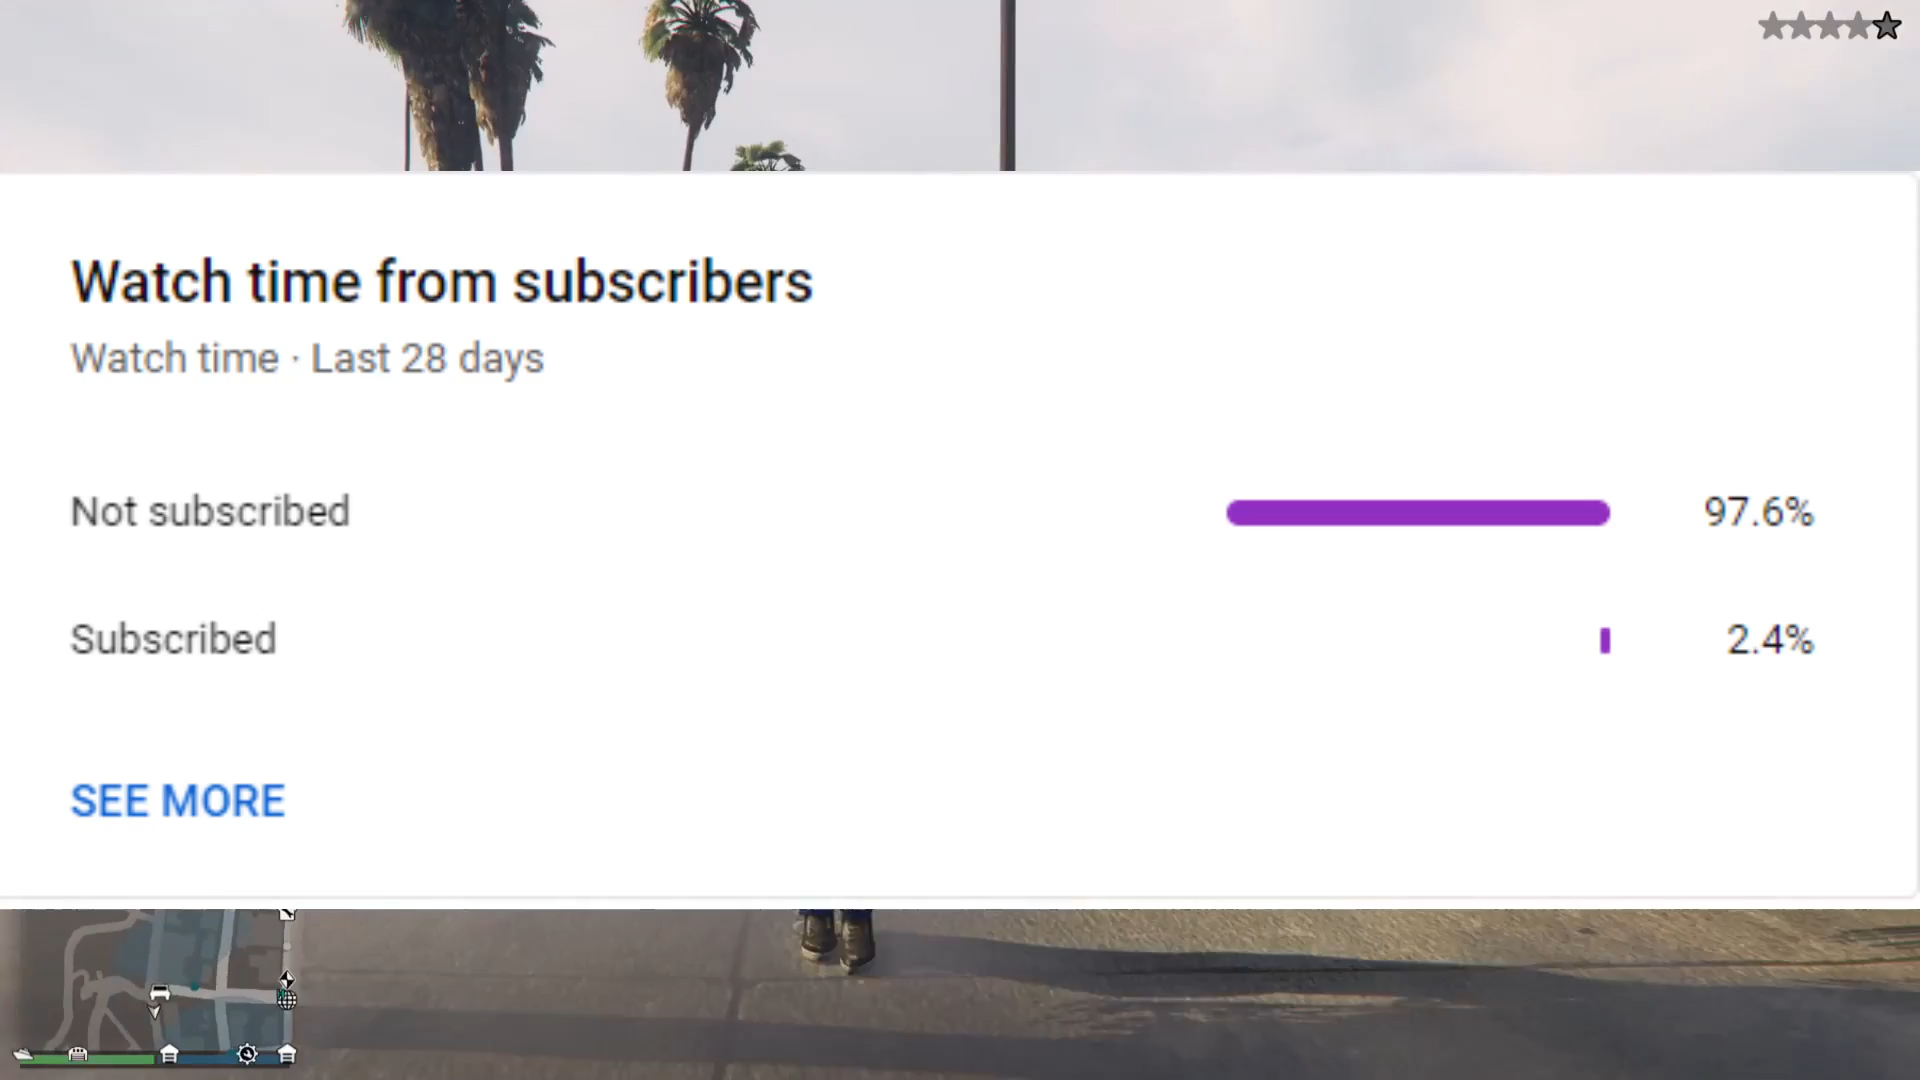 Watch time from subscribers
Watch time · Last 28 days
Not subscribed 97.6%
Subscribed 2.4%
SEE MORE